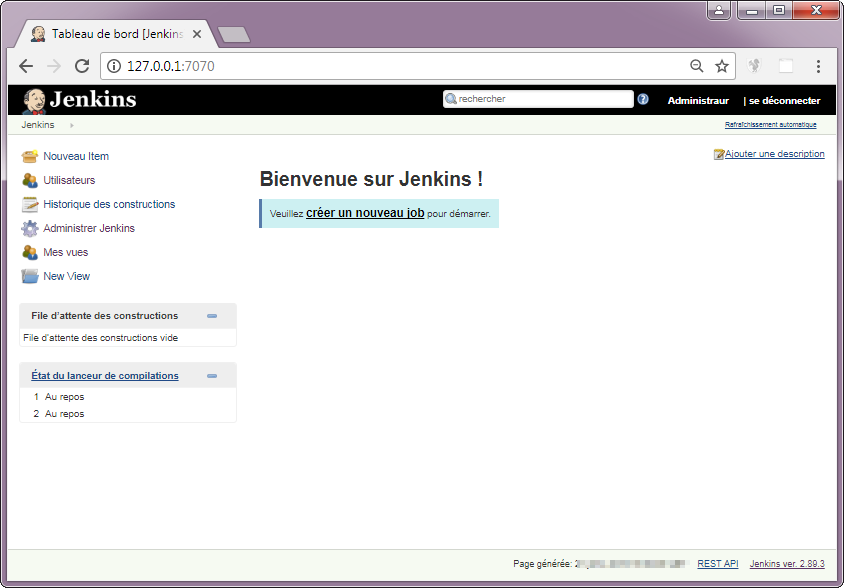 Tableau de bord [Jenkins
127.0.0.1:7070
Jenkins
rechercher
Administraur | se déconnecter
Jenkins
Rafraîchissement automatique
Nouveau Item
Utilisateurs
Historique des constructions
Administrer Jenkins
Mes vues
New View
File d'attente des constructions
File d'attente des constructions vide
État du lanceur de compilations
1 Au repos
2 Au repos
Ajouter une description
Bienvenue sur Jenkins !
Veuillez créer un nouveau job pour démarrer.
Page générée:
REST API
Jenkins ver. 2.89.3